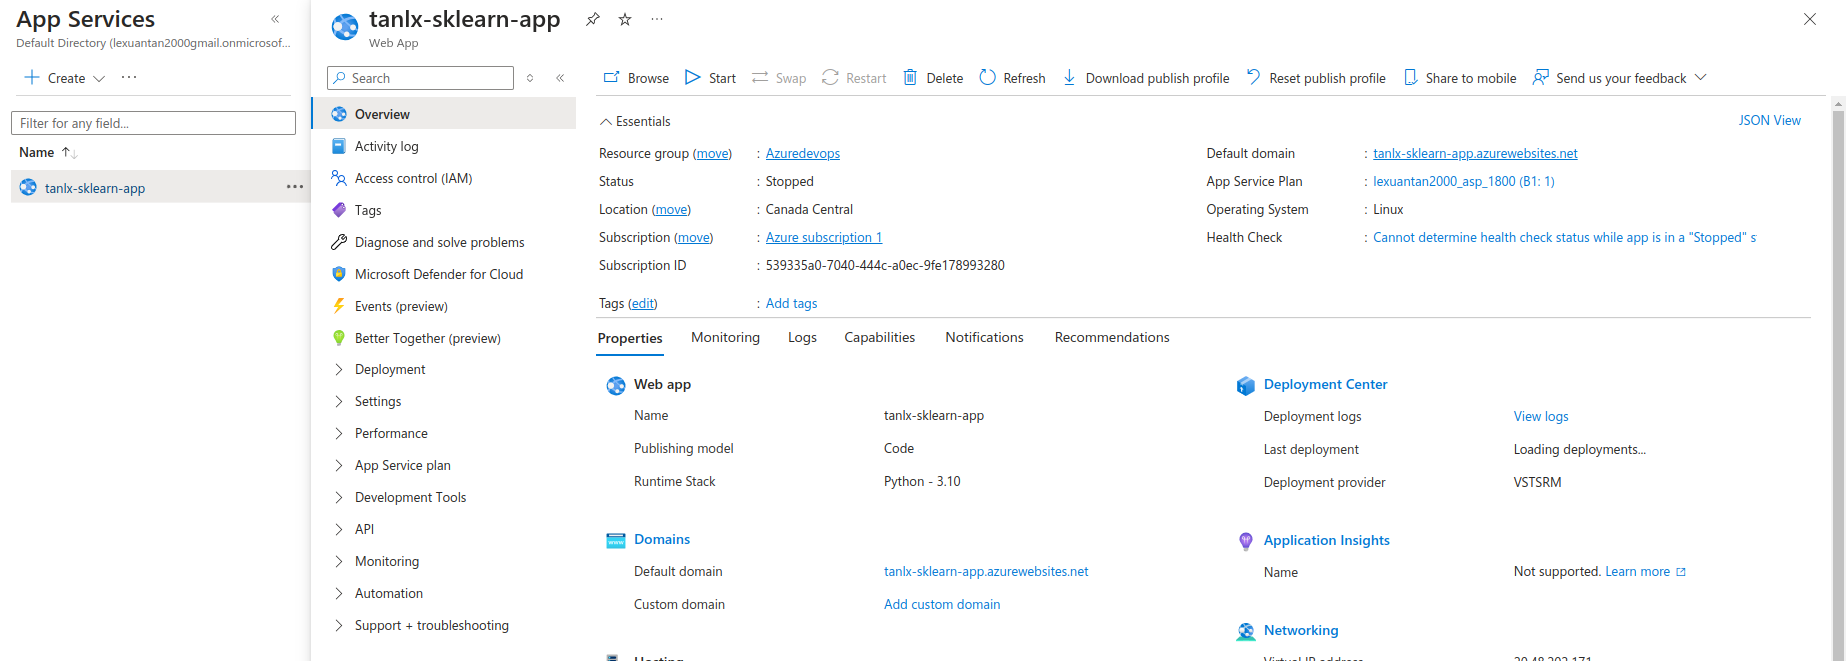 App Services
«
Default Directory (lexuantan2000gmail.onmicrosof...
+ Create ...
Filter for any field...
Name ↑↓
tanlx-sklearn-app ...
tanlx-sklearn-app ...
Web App
Search
«
Overview
Activity log
Access control (IAM)
Tags
Diagnose and solve problems
Microsoft Defender for Cloud
Events (preview)
Better Together (preview)
Deployment
Settings
Performance
App Service plan
Development Tools
API
Monitoring
Automation
Support + troubleshooting
Browse Start Swap Restart Delete Refresh Download publish profile Reset publish profile Share to mobile Send us your feedback
Essentials
JSON View
Resource group (move) : Azuredevops
Status : Stopped
Location (move) : Canada Central
Subscription (move) : Azure subscription 1
Subscription ID : 539335a0-7040-444c-a0ec-9fe178993280
Tags (edit) : Add tags
Default domain : tanlx-sklearn-app.azurewebsites.net
App Service Plan : lexuantan2000_asp_1800 (B1: 1)
Operating System : Linux
Health Check : Cannot determine health check status while app is in a "Stopped" s
Properties Monitoring Logs Capabilities Notifications Recommendations
Web app
Name tanlx-sklearn-app
Publishing model Code
Runtime Stack Python - 3.10
Domains
Default domain tanlx-sklearn-app.azurewebsites.net
Custom domain Add custom domain
Hosting
Deployment Center
Deployment logs View logs
Last deployment Loading deployments...
Deployment provider VSTSRM
Application Insights
Name Not supported. Learn more
Networking
Virtual IP address 20.48.202.171